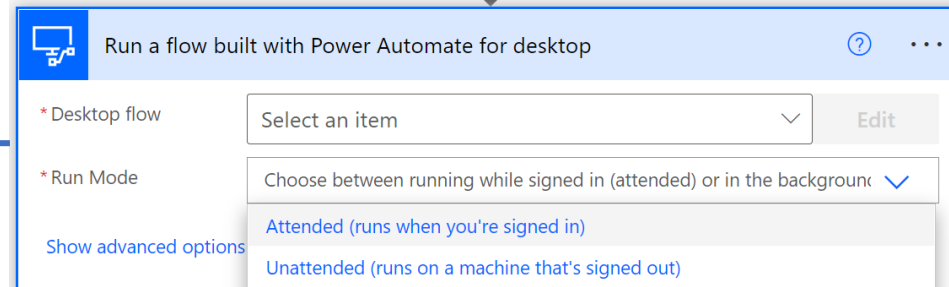 Run a flow built with Power Automate for desktop
* Desktop flow
Select an item
Edit
* Run Mode
Choose between running while signed in (attended) or in the background
Show advanced options
Attended (runs when you're signed in)
Unattended (runs on a machine that's signed out)